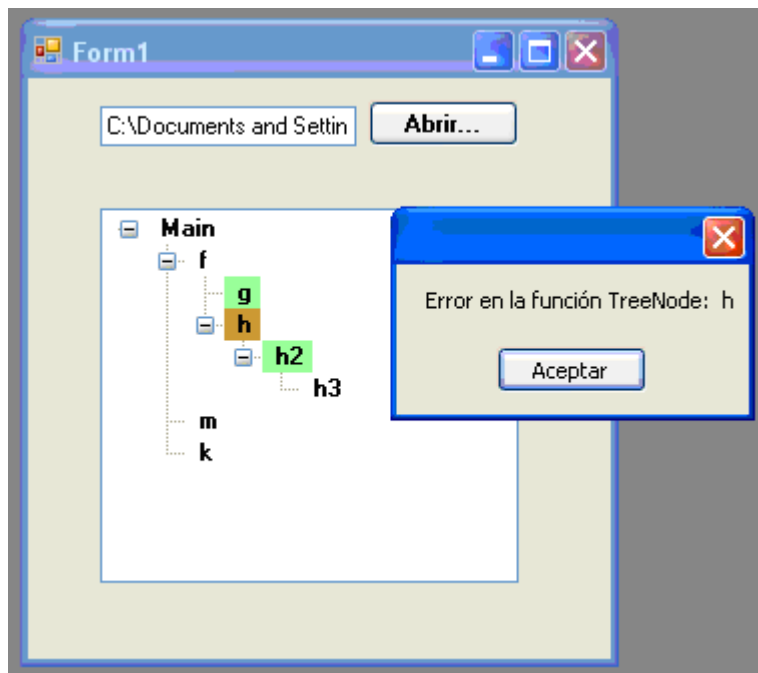 Form1
C:\Documents and Settin
Abrir...
Main
f
g
h
h2
h3
m
k
Error en la función TreeNode: h
Aceptar